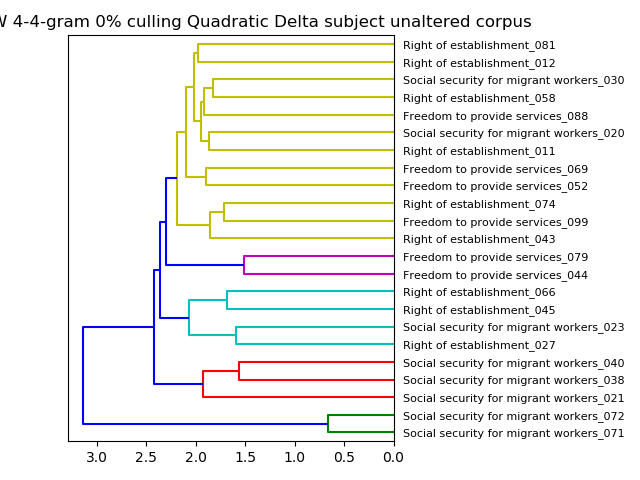 4-4-gram 0% culling Quadratic Delta subject unaltered corpus
Right of establishment_081
Right of establishment_012
Social security for migrant workers_030
Right of establishment_058
Freedom to provide services_088
Social security for migrant workers_020
Right of establishment_011
Freedom to provide services_069
Freedom to provide services_052
Right of establishment_074
Freedom to provide services_099
Right of establishment_043
Freedom to provide services_079
Freedom to provide services_044
Right of establishment_066
Right of establishment_045
Social security for migrant workers_023
Right of establishment_027
Social security for migrant workers_040
Social security for migrant workers_038
Social security for migrant workers_021
Social security for migrant workers_072
Social security for migrant workers_071
3.0 2.5 2.0 1.5 1.0 0.5 0.0